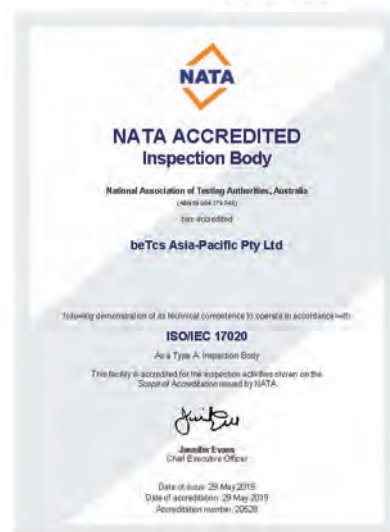 NATA
NATA ACCREDITED
Inspection Body
National Association of Testing Authorities, Australia
has accredited
beTcs Asia-Pacific Pty Ltd
following demonstration of its technical competence to operate in accordance with
ISO/IEC 17020
As a Type A Inspection Body
This facility is accredited for the inspection activities shown on the
Scope of Accreditation issued by NATA
Jennifer Evans
Chief Executive Officer
Date of issue: 29 May 2019
Date of accreditation: 29 May 2019
Accreditation number: 20528